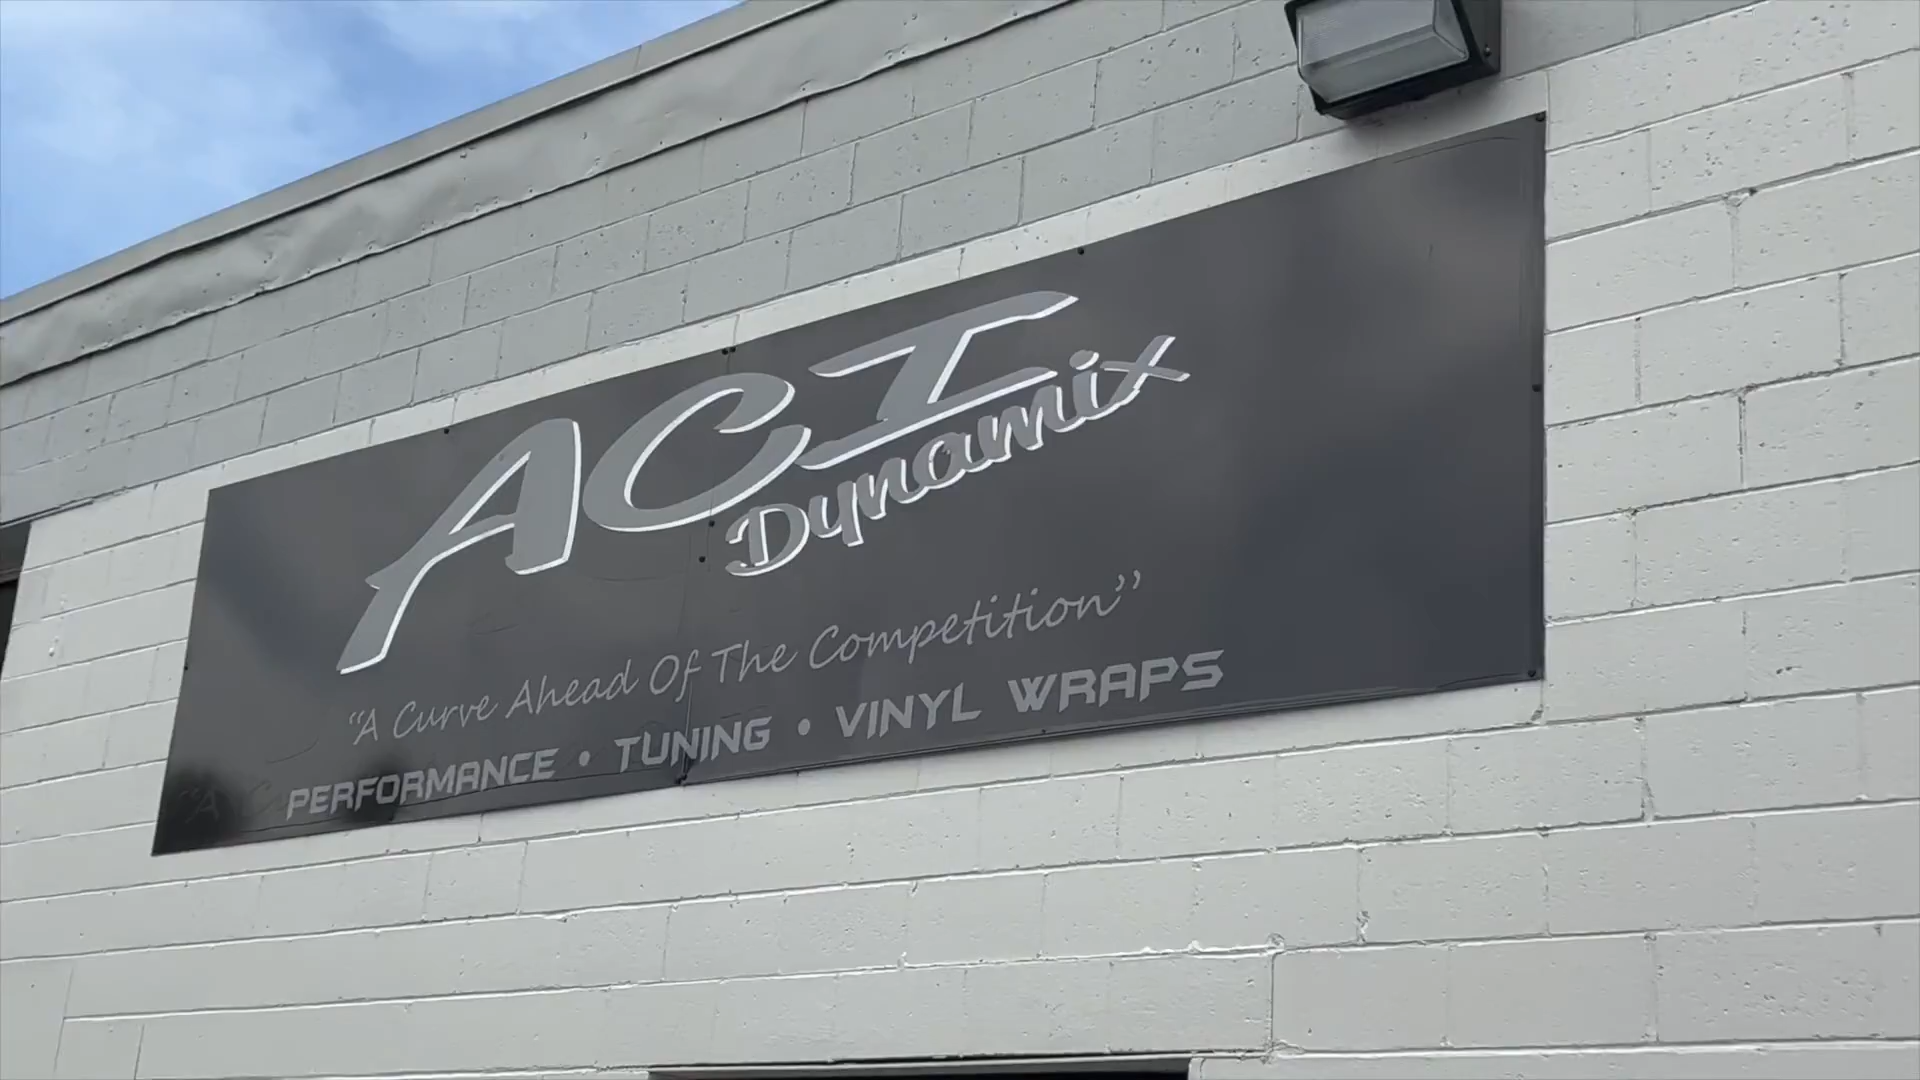 ACI
Dynamix
“A Curve Ahead Of The Competition”
PERFORMANCE • TUNING • VINYL WRAPS